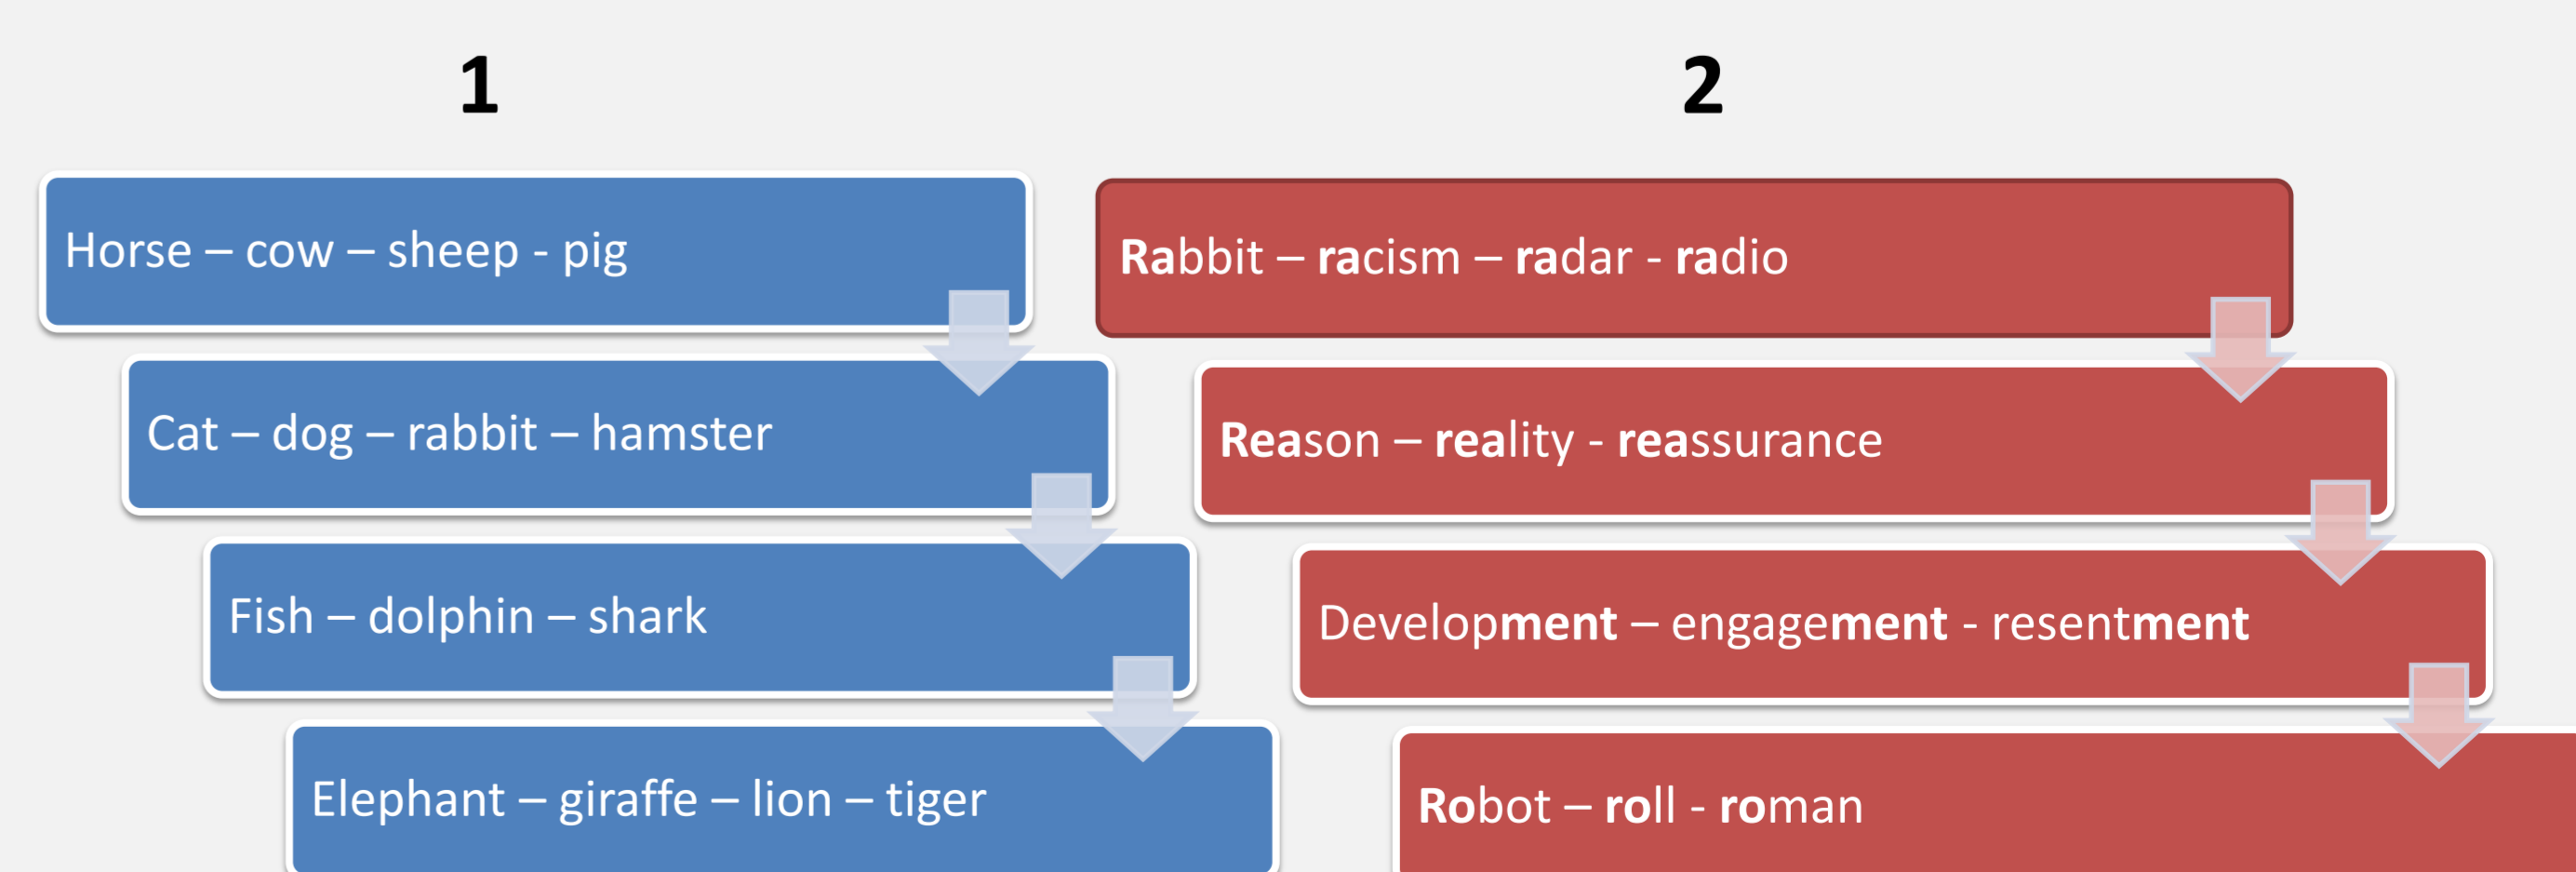 1
Horse – cow – sheep - pig
Cat – dog – rabbit – hamster
Fish – dolphin – shark
Elephant – giraffe – lion – tiger
2
Rabbit – racism – radar - radio
Reason – reality - reassurance
Development – engagement - resentment
Robot – roll - roman